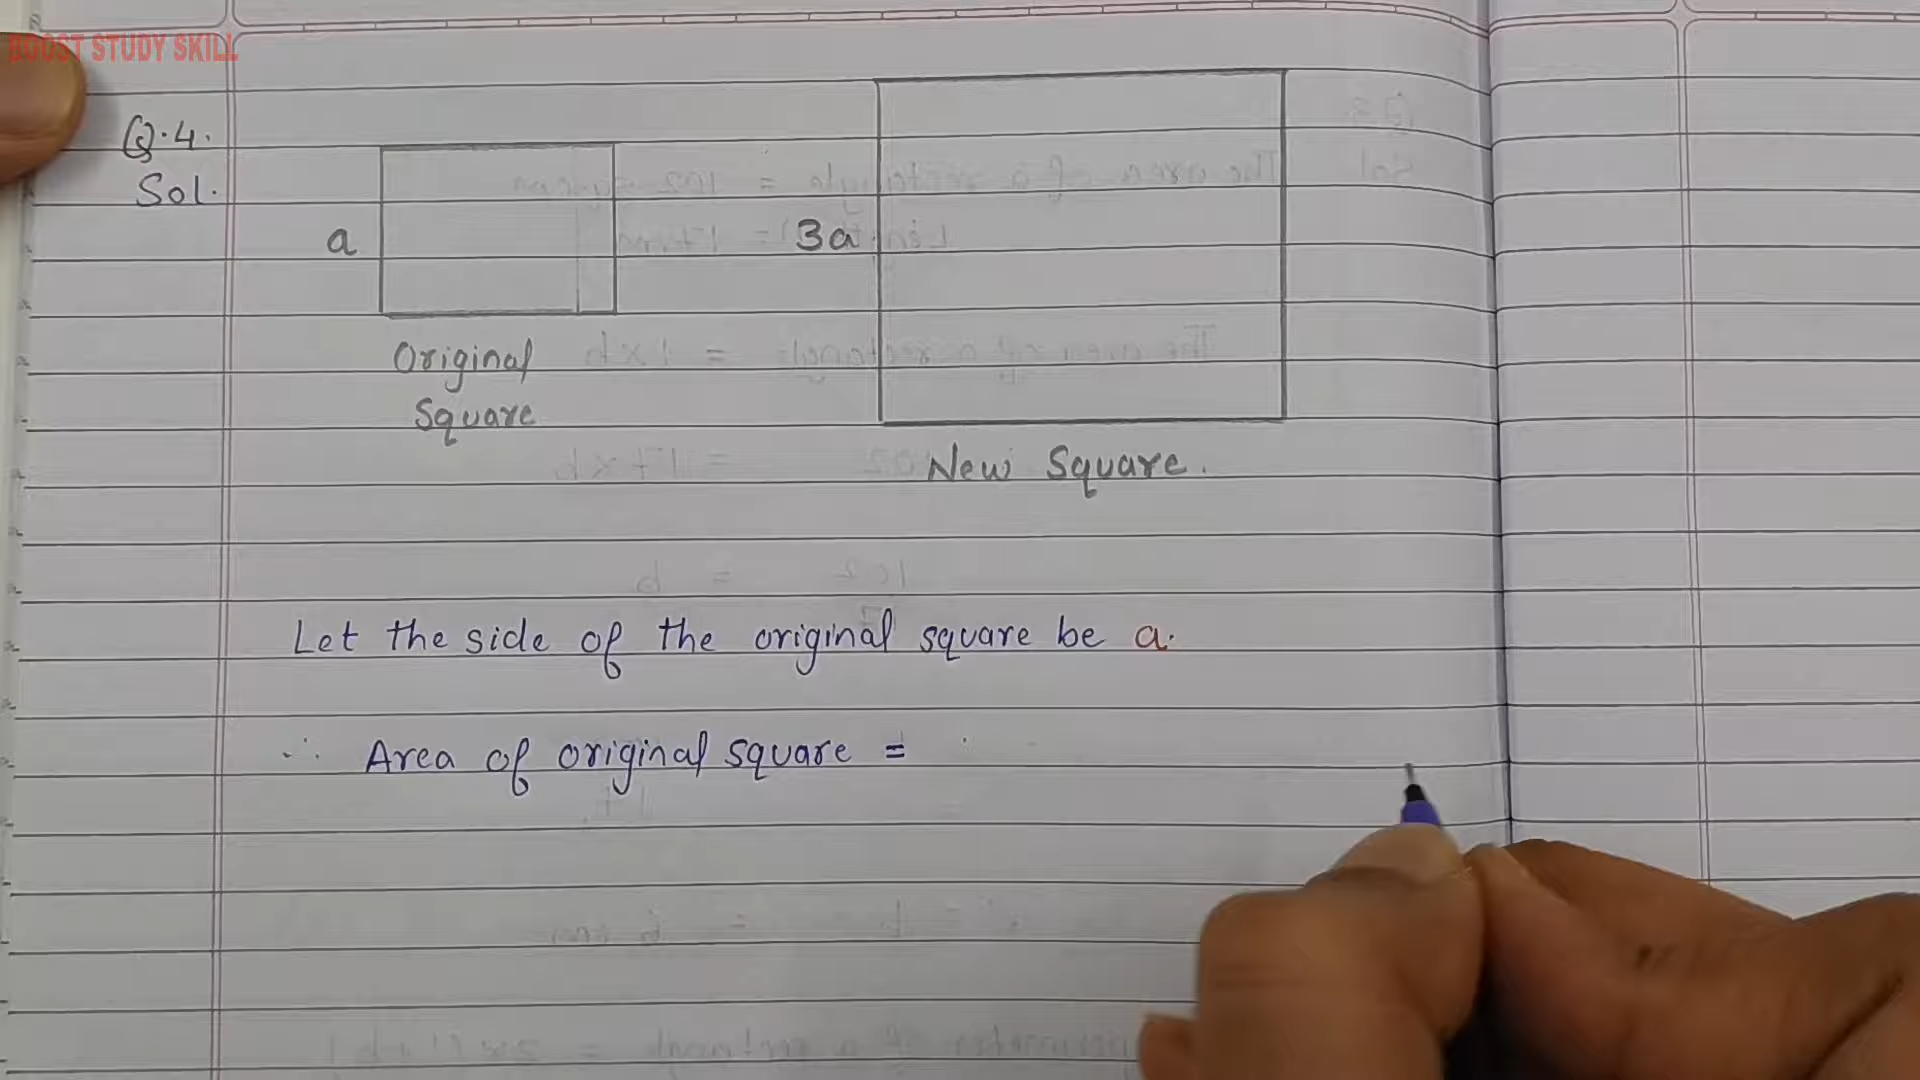 BOOST STUDY SKILL
Q.4.
Sol.
a
3a
Original
Square
New Square.
Let the side of the original square be a.
∴ Area of original square =